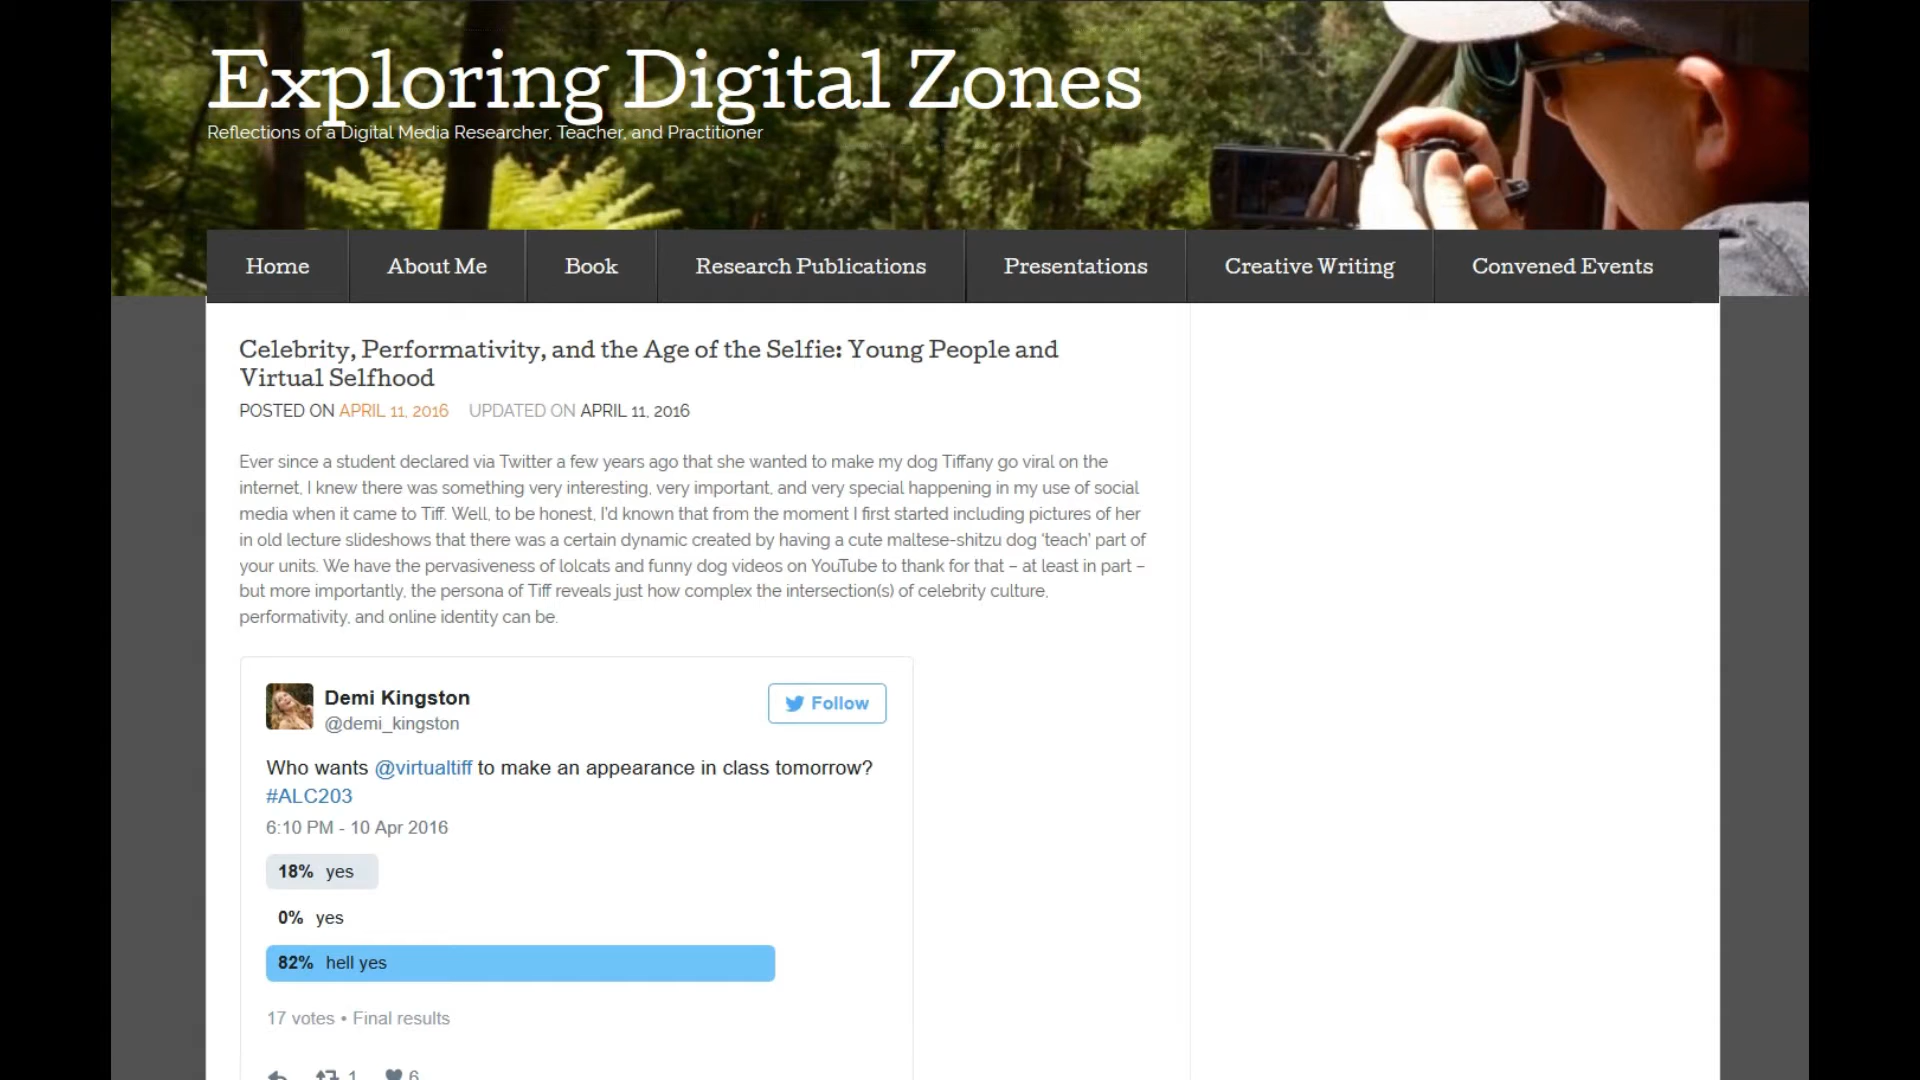 Exploring Digital Zones
Reflections of a Digital Media Researcher, Teacher, and Practitioner
Home
About Me
Book
Research Publications
Presentations
Creative Writing
Convened Events
Celebrity, Performativity, and the Age of the Selfie: Young People and
Virtual Selfhood
POSTED ON APRIL 11, 2016 UPDATED ON APRIL 11, 2016
Ever since a student declared via Twitter a few years ago that she wanted to make my dog Tiffany go viral on the
internet, I knew there was something very interesting, very important, and very special happening in my use of social
media when it came to Tiff. Well, to be honest, I'd known that from the moment I first started including pictures of her
in old lecture slideshows that there was a certain dynamic created by having a cute maltese-shitzu dog 'teach' part of
your units. We have the pervasiveness of lolcats and funny dog videos on YouTube to thank for that – at least in part –
but more importantly, the persona of Tiff reveals just how complex the intersection(s) of celebrity culture,
performativity, and online identity can be.
Demi Kingston
@demi_kingston
Follow
Who wants @virtualtiff to make an appearance in class tomorrow?
#ALC203
6:10 PM - 10 Apr 2016
18% yes
0% yes
82% hell yes
17 votes • Final results
1 6